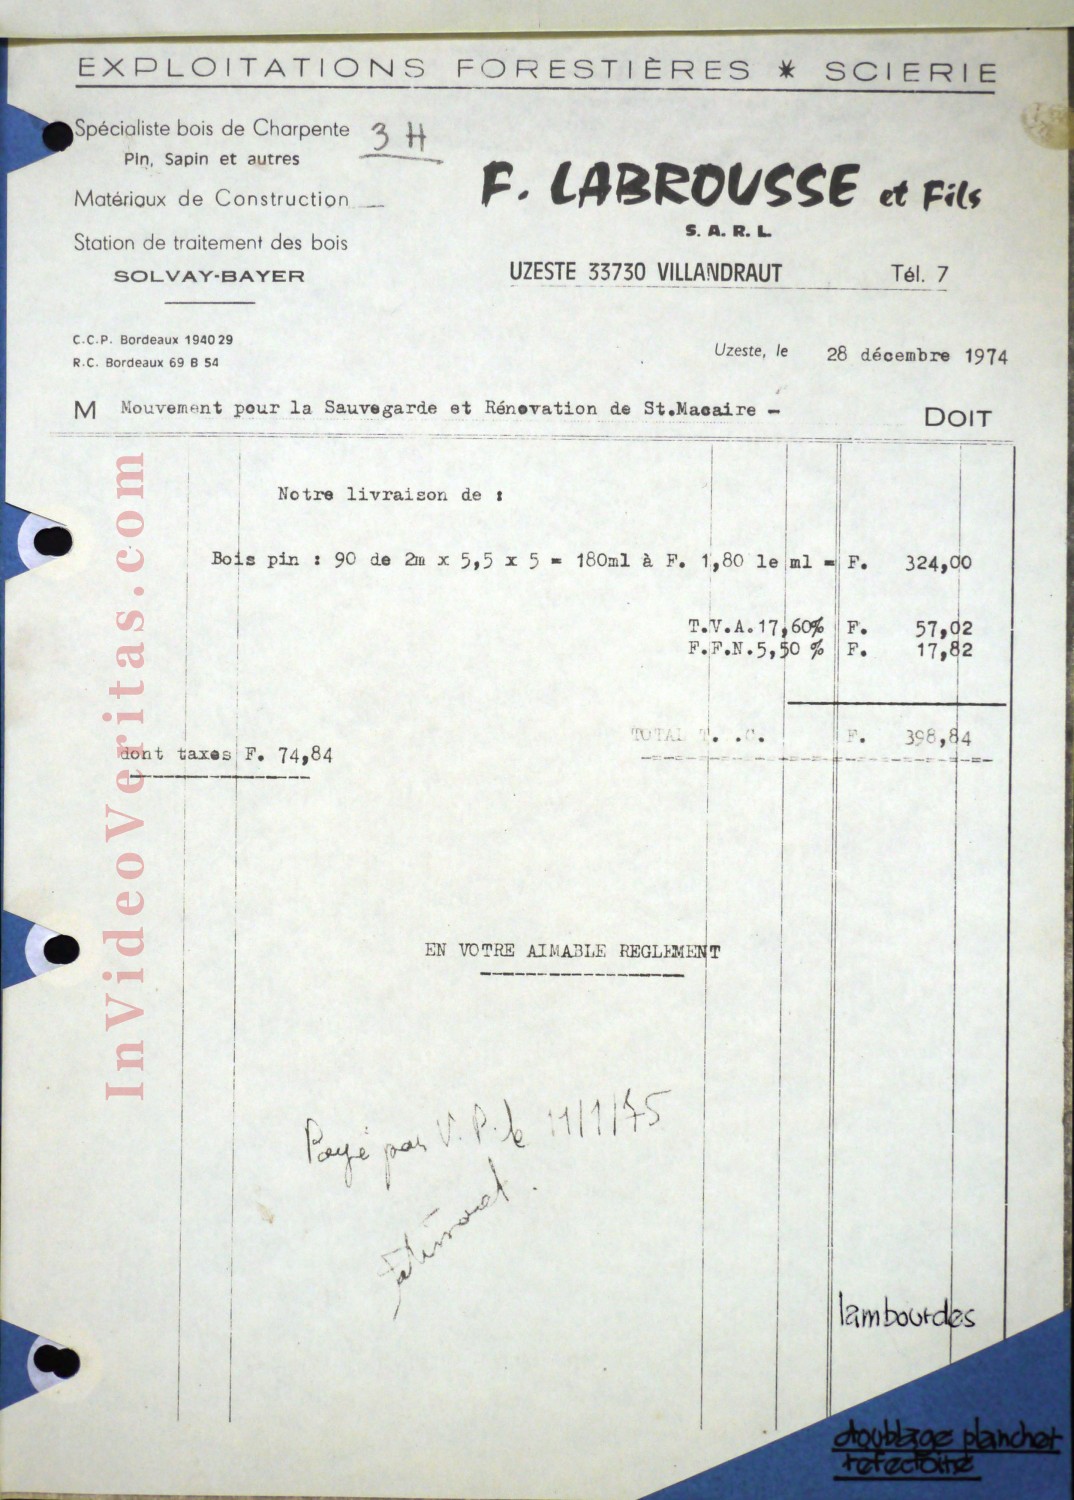 EXPLOITATIONS FORESTIÈRES * SCIERIE
Spécialiste bois de Charpente
3 H
Pin, Sapin et autres
Matériaux de Construction
Station de traitement des bois
SOLVAY-BAYER
F. LABROUSSE et Fils
S. A. R. L.
UZESTE 33730 VILLANDRAUT Tél. 7
C.C.P. Bordeaux 1940 29
R.C. Bordeaux 69 B 54
Uzeste, le 28 décembre 1974
M Mouvement pour la Sauvegarde et Rénovation de St.Macaire - DOIT
Notre livraison de :
Bois pin : 90 de 2m x 5,5 x 5 = 180ml à F. 1,80 le ml = F. 324,00
T.V.A.17,60% F. 57,02
F.F.N.5,50 % F. 17,82
TOTAL T. .C. F. 398,84
dont taxes F. 74,84
EN VOTRE AIMABLE REGLEMENT
Payé par V.P. le 11/1/75
lambourdes
doublage plancher
refectoire
InVideoVeritas.com